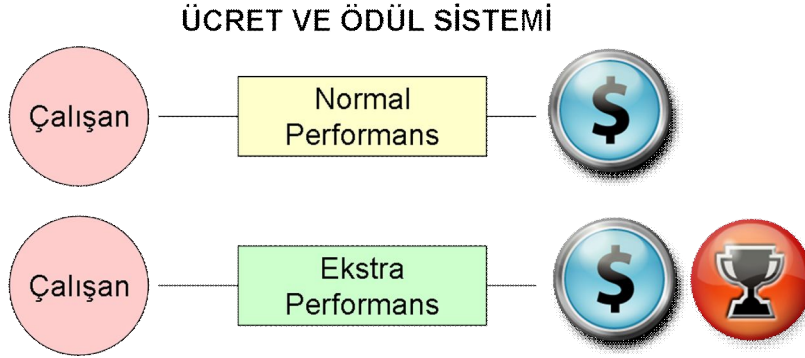 ÜCRET VE ÖDÜL SİSTEMİ
Çalışan
Normal
Performans
$
Çalışan
Ekstra
Performans
$